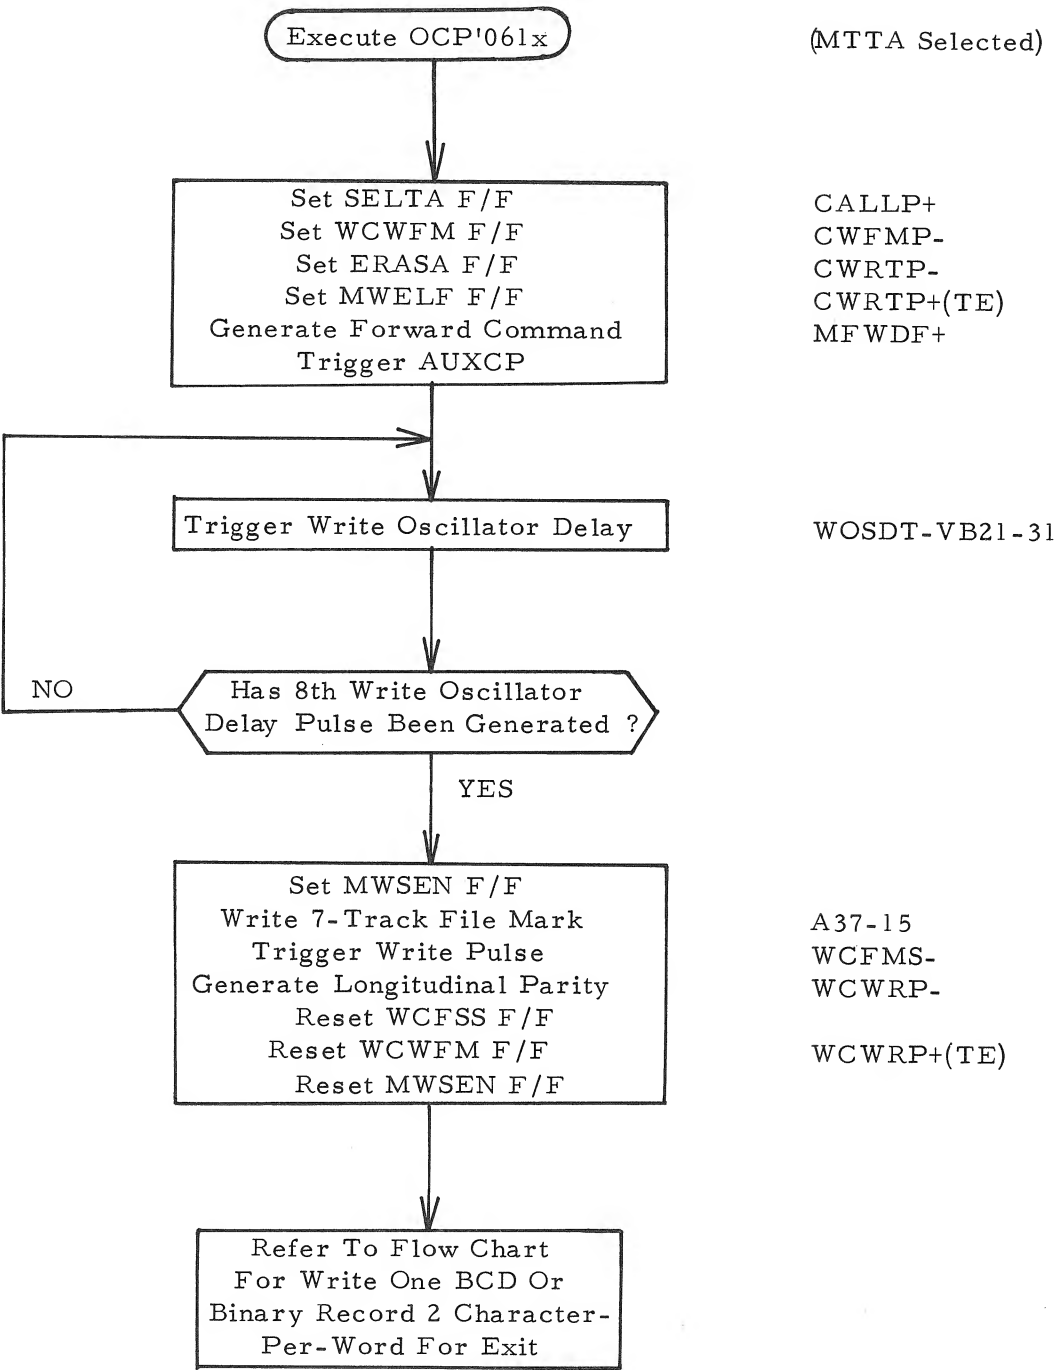 Execute OCP'061x
(MTTA Selected)
Set SELTA F/F
Set WCWFM F/F
Set ERASA F/F
Set MWELF F/F
Generate Forward Command
Trigger AUXCP
CALLP+
CWFMP-
CWRTP-
CWRTP+(TE)
MFWDF+
Trigger Write Oscillator Delay
WOSDT-VB21-31
NO
Has 8th Write Oscillator
Delay Pulse Been Generated ?
YES
Set MWSEN F/F
Write 7-Track File Mark
Trigger Write Pulse
Generate Longitudinal Parity
Reset WCFSS F/F
Reset WCWFM F/F
Reset MWSEN F/F
A37-15
WCFMS-
WCWRP-
WCWRP+(TE)
Refer To Flow Chart
For Write One BCD Or
Binary Record 2 Character-
Per-Word For Exit